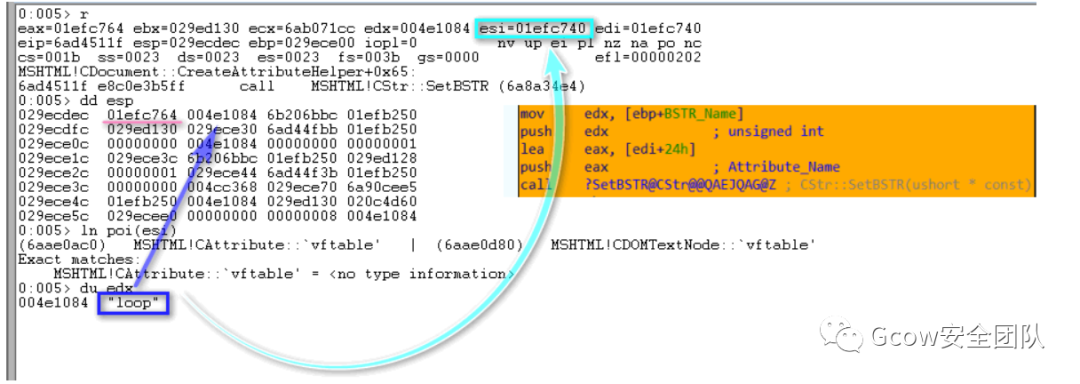 0:005> r
eax=01efc764 ebx=029ed130 ecx=6ab071cc edx=004e1084 esi=01efc740 edi=01efc740
eip=6ad4511f esp=029ecdec ebp=029ece00 iopl=0 nv up ei pl nz na po nc
cs=001b ss=0023 ds=0023 es=0023 fs=003b gs=0000 efl=00000202
MSHTML!CDocument::CreateAttributeHelper+0x65:
6ad4511f e8c0e3b5ff call MSHTML!CStr::SetBSTR (6a8a34e4)
0:005> dd esp
029ecdec 01efc764 004e1084 6b206bbc 01efb250
029ecdfc 029ed130 029ece30 6ad44fbb 01efb250
029ece0c 00000000 004e1084 00000000 00000001
029ece1c 029ece3c 6b206bbc 01efb250 029ed128
029ece2c 00000001 029ece44 6ad4f3b 01efb250
029ece3c 00000000 004cc368 029ece70 6a90cee5
029ece4c 01efb250 004e1084 029ed130 020c4d60
029ece5c 029ecee0 00000000 00000008 004e1084
0:005> ln poi(esi)
(6aae0ac0) MSHTML!CAttribute::`vftable' | (6aae0d80) MSHTML!CDOMTextNode::`vftable'
Exact matches:
MSHTML!CAttribute::`vftable' = <no type information>
0:005> du edx
004e1084 "loop"
mov edx, [ebp+BSTR_Name]
push edx ; unsigned int
lea eax, [edi+24h]
push eax ; Attribute_Name
call ?SetBSTR@CStr@@QAEJQAG@Z ; CStr::SetBSTR(ushort * const)
Gcow安全团队